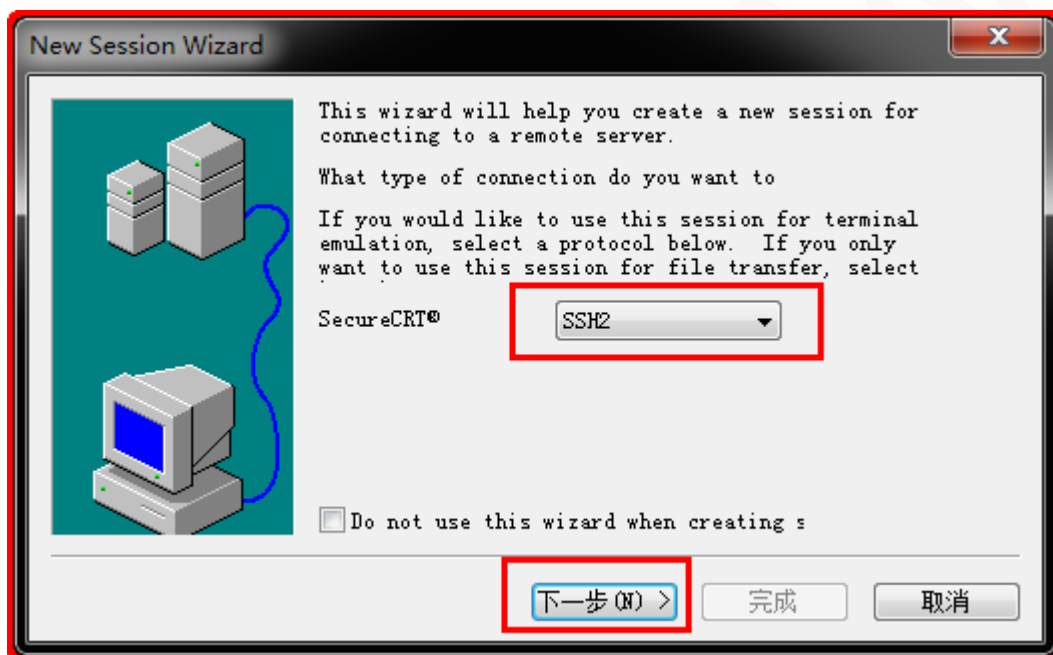 New Session Wizard
This wizard will help you create a new session for
connecting to a remote server.
What type of connection do you want to
If you would like to use this session for terminal
emulation, select a protocol below. If you only
want to use this session for file transfer, select
SecureCRT® SSH2
Do not use this wizard when creating s
下一步(N) > 完成 取消